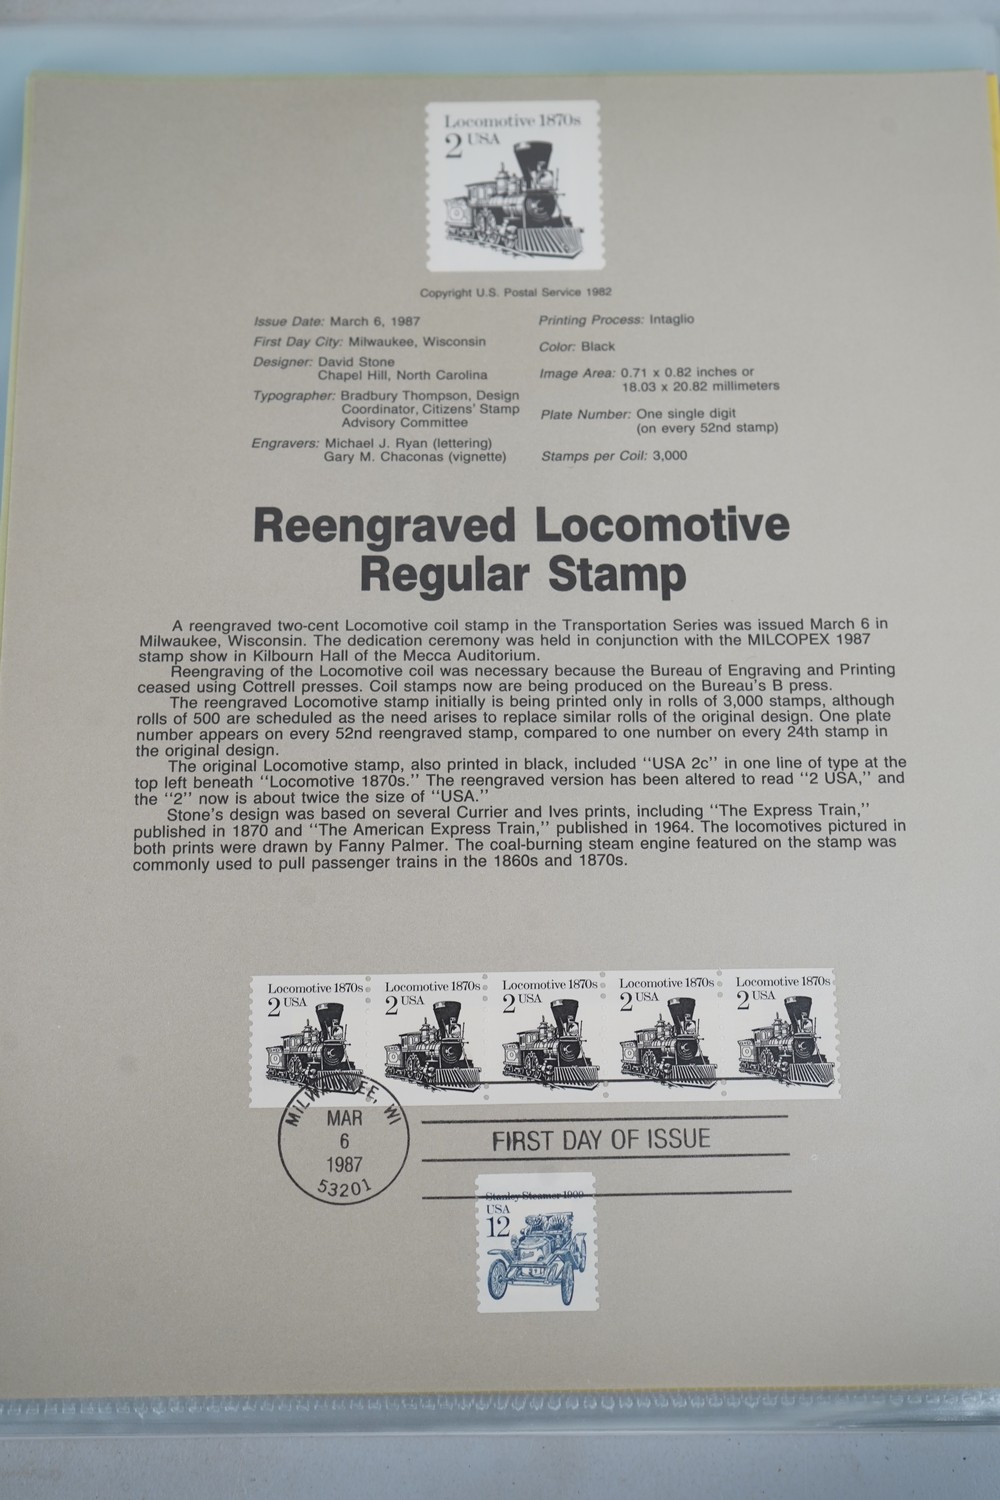 Locomotive 1870s
2 USA
Copyright U.S. Postal Service 1982
Issue Date: March 6, 1987
First Day City: Milwaukee, Wisconsin
Designer: David Stone
Chapel Hill, North Carolina
Typographer: Bradbury Thompson, Design
Coordinator, Citizens' Stamp
Advisory Committee
Engravers: Michael J. Ryan (lettering)
Gary M. Chaconas (vignette)
Printing Process: Intaglio
Color: Black
Image Area: 0.71 x 0.82 inches or
18.03 x 20.82 millimeters
Plate Number: One single digit
(on every 52nd stamp)
Stamps per Coil: 3,000
Reengraved Locomotive
Regular Stamp
A reengraved two-cent Locomotive coil stamp in the Transportation Series was issued March 6 in
Milwaukee, Wisconsin. The dedication ceremony was held in conjunction with the MILCOPEX 1987
stamp show in Kilbourn Hall of the Mecca Auditorium.
Reengraving of the Locomotive coil was necessary because the Bureau of Engraving and Printing
ceased using Cottrell presses. Coil stamps now are being produced on the Bureau's B press.
The reengraved Locomotive stamp initially is being printed only in rolls of 3,000 stamps, although
rolls of 500 are scheduled as the need arises to replace similar rolls of the original design. One plate
number appears on every 52nd reengraved stamp, compared to one number on every 24th stamp in
the original design.
The original Locomotive stamp, also printed in black, included "USA 2c" in one line of type at the
top left beneath "Locomotive 1870s." The reengraved version has been altered to read "2 USA," and
the "2" now is about twice the size of "USA."
Stone's design was based on several Currier and Ives prints, including "The Express Train,"
published in 1870 and "The American Express Train," published in 1964. The locomotives pictured in
both prints were drawn by Fanny Palmer. The coal-burning steam engine featured on the stamp was
commonly used to pull passenger trains in the 1860s and 1870s.
Locomotive 1870s Locomotive 1870s Locomotive 1870s Locomotive 1870s Locomotive 1870s
2 USA 2 USA 2 USA 2 USA 2 USA
MILWAUKEE, WI
MAR
6
1987
53201
FIRST DAY OF ISSUE
Stanley Steamer 1909
USA
12